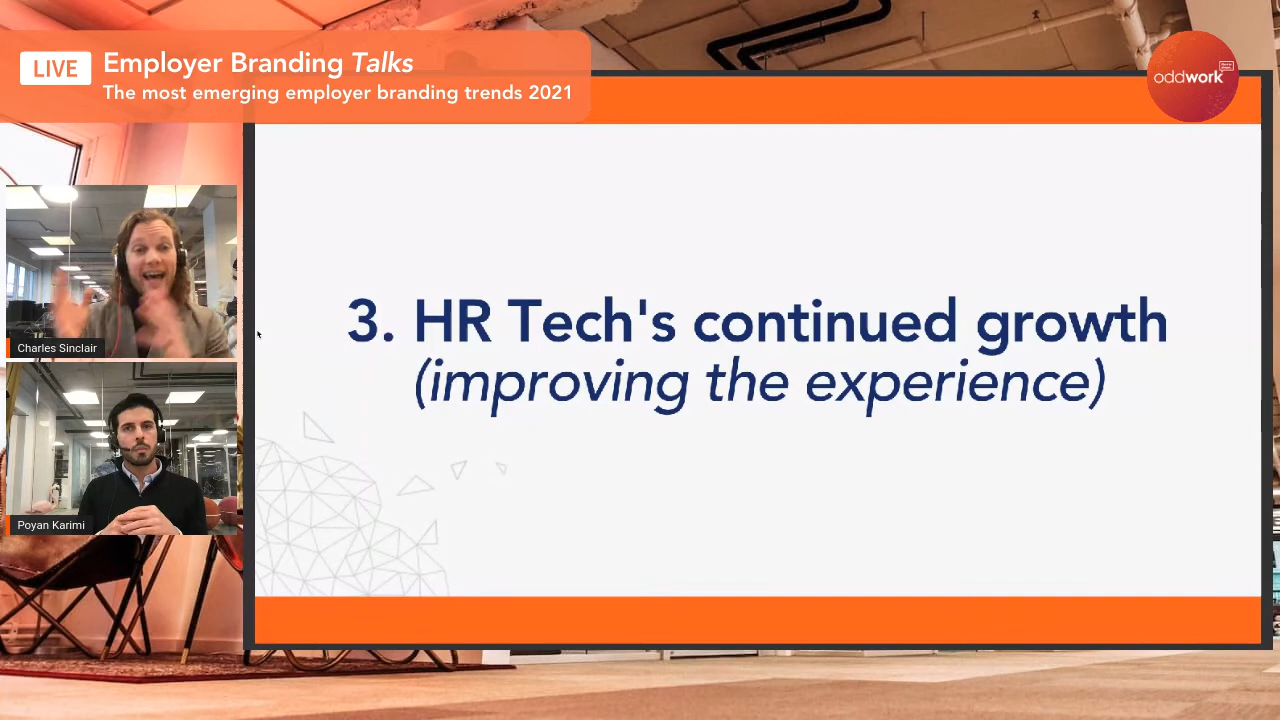 LIVE
Employer Branding Talks
The most emerging employer branding trends 2021
oddwork
3. HR Tech's continued growth
(improving the experience)
Charles Sinclair
Poyan Karimi